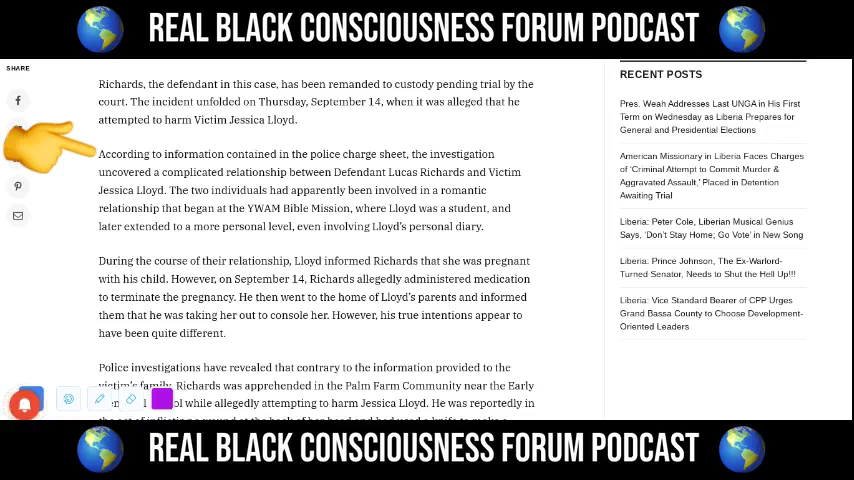 REAL BLACK CONSCIOUSNESS FORUM PODCAST
SHARE
Richards, the defendant in this case, has been remanded to custody pending trial by the
court. The incident unfolded on Thursday, September 14, when it was alleged that he
attempted to harm Victim Jessica Lloyd.
According to information contained in the police charge sheet, the investigation
uncovered a complicated relationship between Defendant Lucas Richards and Victim
Jessica Lloyd. The two individuals had apparently been involved in a romantic
relationship that began at the YWAM Bible Mission, where Lloyd was a student, and
later extended to a more personal level, even involving Lloyd's personal diary.
During the course of their relationship, Lloyd informed Richards that she was pregnant
with his child. However, on September 14, Richards allegedly administered medication
to terminate the pregnancy. He then went to the home of Lloyd's parents and informed
them that he was taking her out to console her. However, his true intentions appear to
have been quite different.
Police investigations have revealed that contrary to the information provided to the
victim's family, Richards was apprehended in the Palm Farm Community near the Early
while allegedly attempting to harm Jessica Lloyd. He was reportedly in
RECENT POSTS
Pres. Weah Addresses Last UNGA in His First
Term on Wednesday as Liberia Prepares for
General and Presidential Elections
American Missionary in Liberia Faces Charges
of 'Criminal Attempt to Commit Murder &
Aggravated Assault,' Placed in Detention
Awaiting Trial
Liberia: Peter Cole, Liberian Musical Genius
Says, 'Don't Stay Home; Go Vote' in New Song
Liberia: Prince Johnson, The Ex-Warlord-
Turned Senator, Needs to Shut the Hell Up!!!
Liberia: Vice Standard Bearer of CPP Urges
Grand Bassa County to Choose Development-
Oriented Leaders
REAL BLACK CONSCIOUSNESS FORUM PODCAST